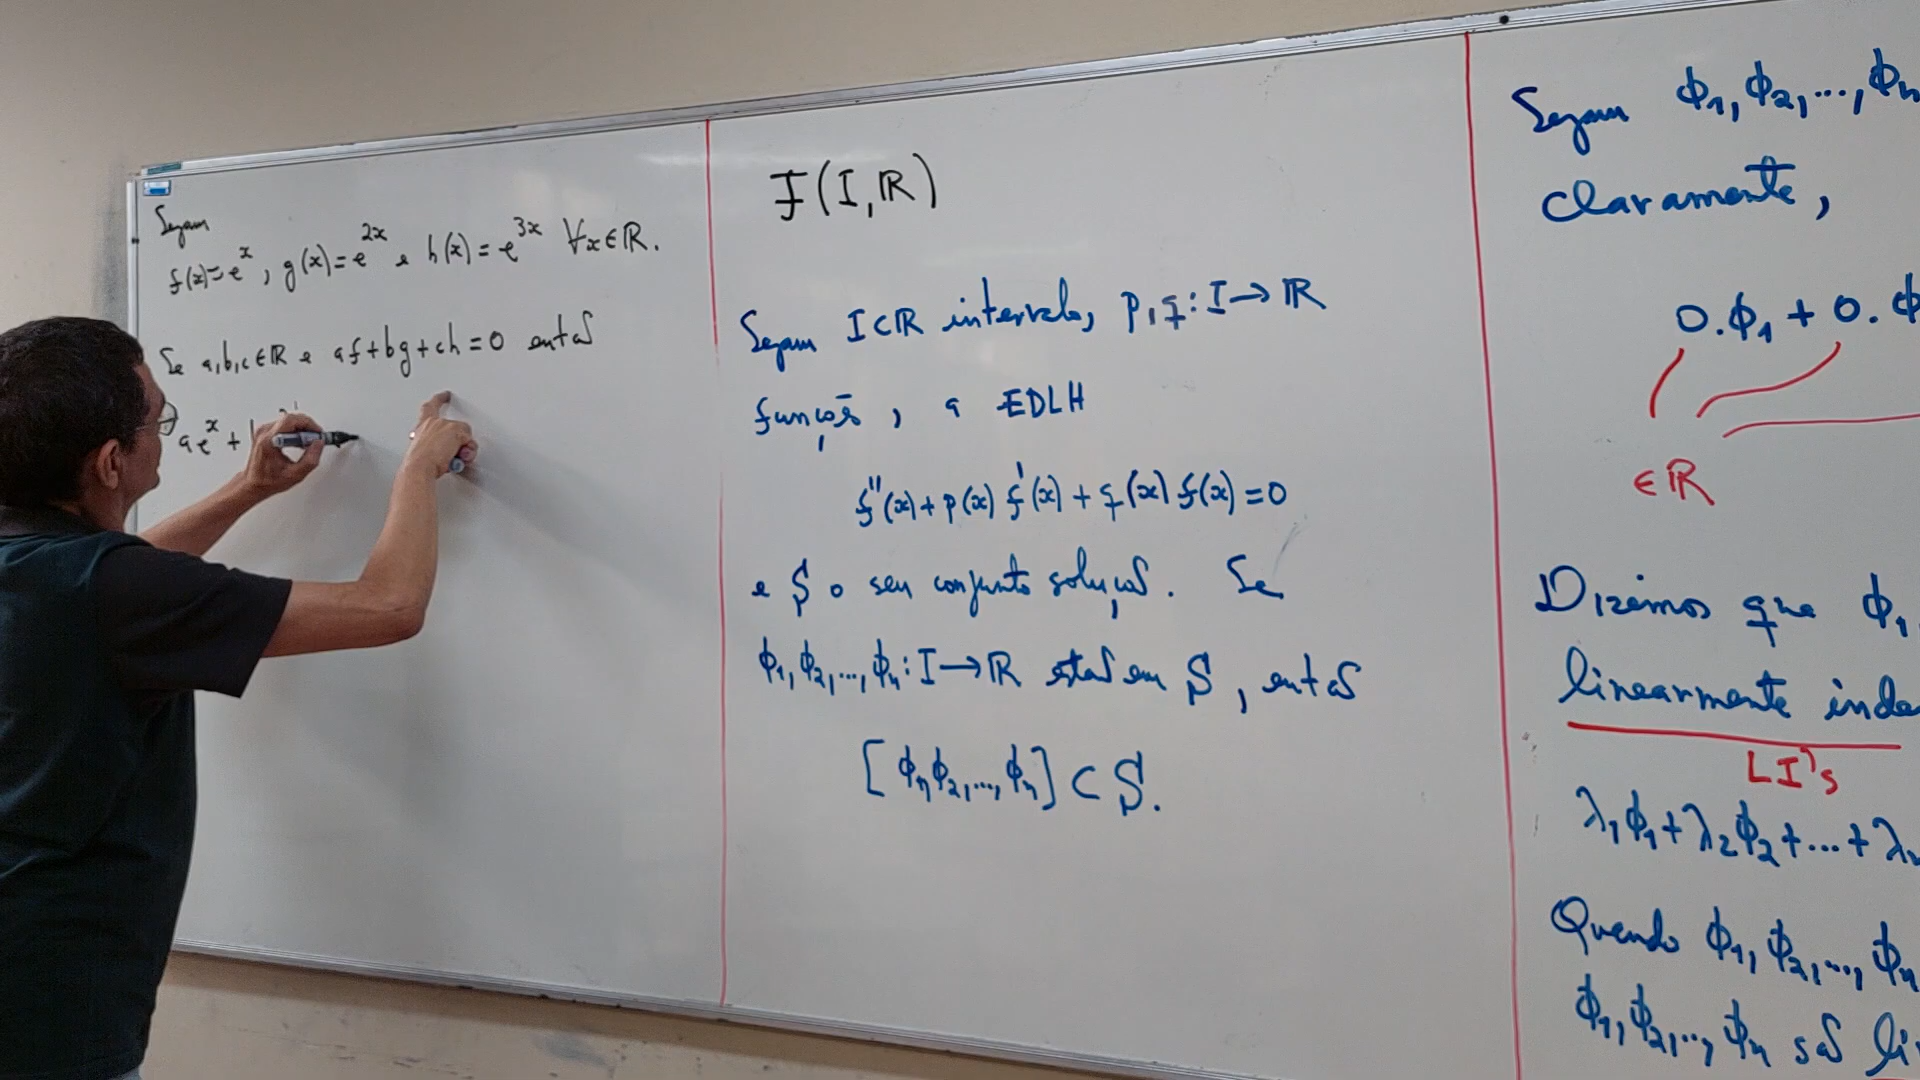 Sejam
f(x)=e^x, g(x)=e^{2x} e h(x)=e^{3x} ∀x∈ℝ.
Se a,b,c∈ℝ e af+bg+ch=0 então
ae^x+
F(I,ℝ)
Sejam I⊂ℝ intervalo, p,q:I→ℝ
funções, a EDLH
f''(x)+p(x)f'(x)+q(x)f(x)=0
e S o seu conjunto solução. Se
ϕ₁,ϕ₂,...,ϕₙ:I→ℝ estão em S, então
[ϕ₁,ϕ₂,...,ϕₙ]⊂S.
Sejam ϕ₁,ϕ₂,...,ϕₙ
claramente,
0.ϕ₁+0.ϕ
∈ℝ
Dizemos que ϕ₁,
linearmente inde
LI's
λ₁ϕ₁+λ₂ϕ₂+...+λₙ
Quando ϕ₁,ϕ₂,...,ϕₙ
ϕ₁,ϕ₂,...,ϕₙ são li